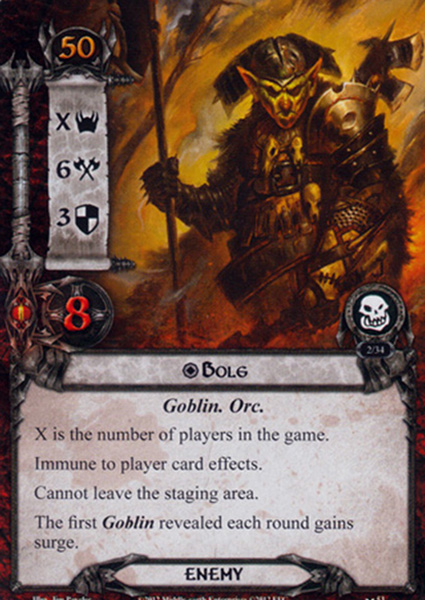 50
X
6
3
8
2/34
Bolg
Goblin. Orc.
X is the number of players in the game.
Immune to player card effects.
Cannot leave the staging area.
The first Goblin revealed each round gains
surge.
ENEMY